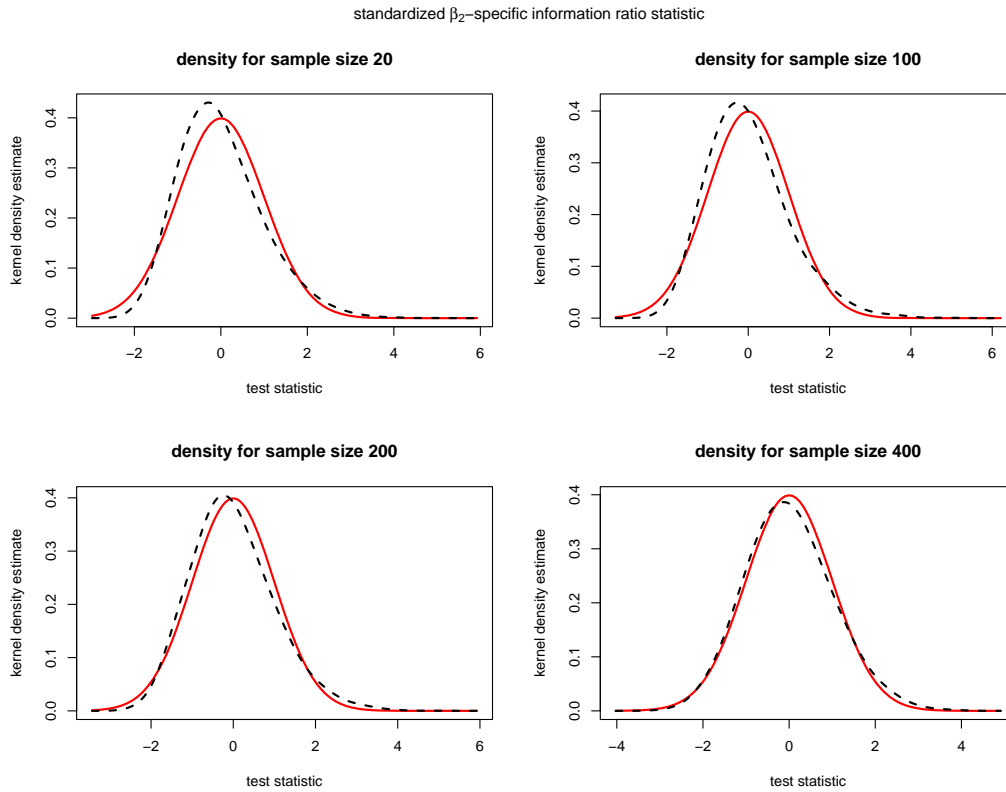 standardized β₂−specific information ratio statistic
density for sample size 20
kernel density estimate
0.0 0.1 0.2 0.3 0.4
−2 0 2 4 6
test statistic
density for sample size 100
kernel density estimate
0.0 0.1 0.2 0.3 0.4
−2 0 2 4 6
test statistic
density for sample size 200
kernel density estimate
0.0 0.1 0.2 0.3 0.4
−2 0 2 4 6
test statistic
density for sample size 400
kernel density estimate
0.0 0.1 0.2 0.3 0.4
−4 −2 0 2 4
test statistic